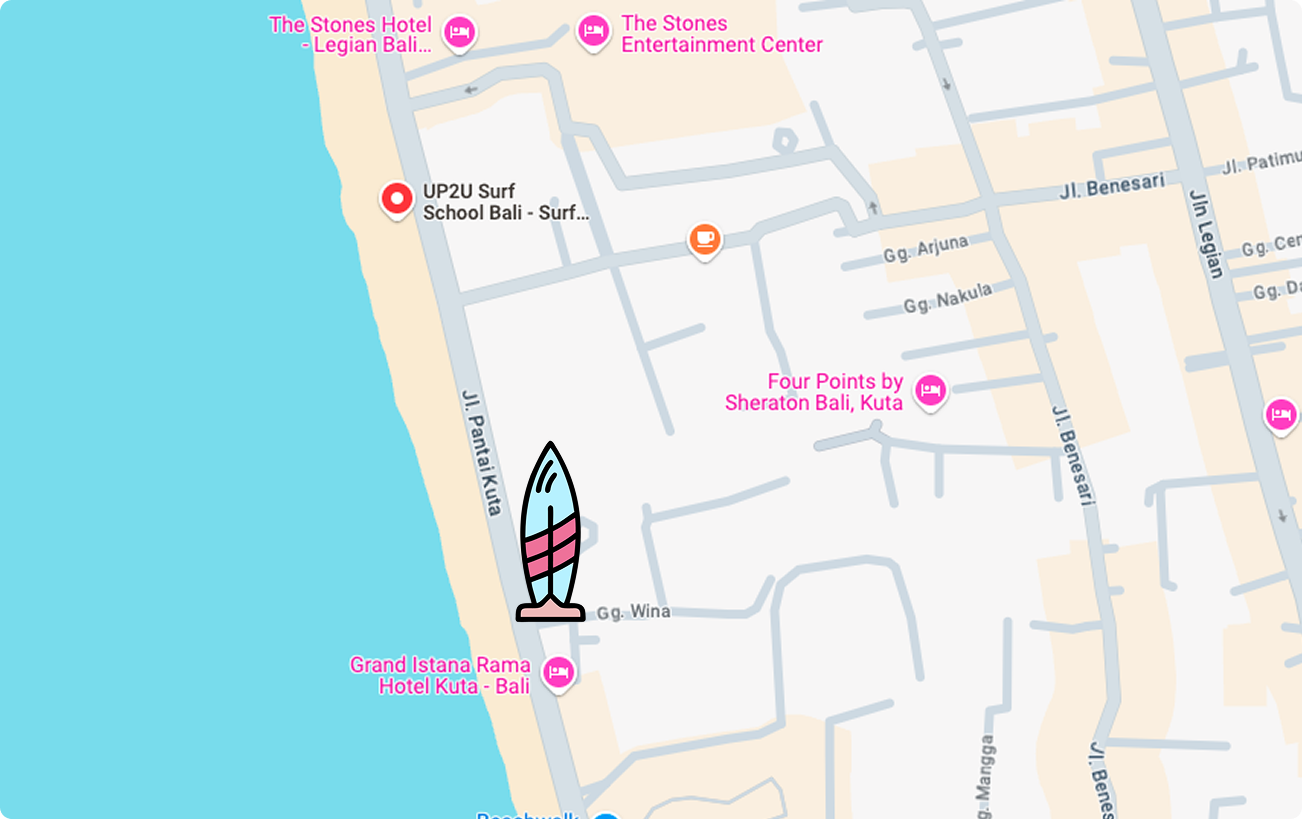 The Stones Hotel
- Legian Bali...
The Stones
Entertainment Center
UP2U Surf
School Bali - Surf...
Jl. Benesari
Jl. Patimu
Jln Legian
Gg. Arjuna
Gg. Cen
Gg. Nakula
Gg. Da
Four Points by
Sheraton Bali, Kuta
Jl. Pantai Kuta
Jl. Benesari
Gg. Wina
Grand Istana Rama
Hotel Kuta - Bali
g. Mangga
Jl. Benes
Beachwalk